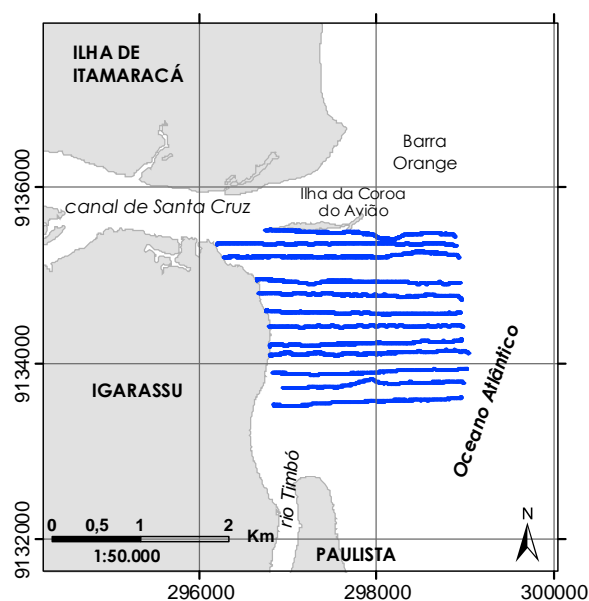 ILHA DE
ITAMARACÁ
Barra
Orange
9136000
canal de Santa Cruz
Ilha da Coroa
do Avião
9134000
IGARASSU
Oceano Atlântico
rio Timbó
N
0 0,5 1 2 Km
1:50.000
9132000
PAULISTA
296000 298000 300000